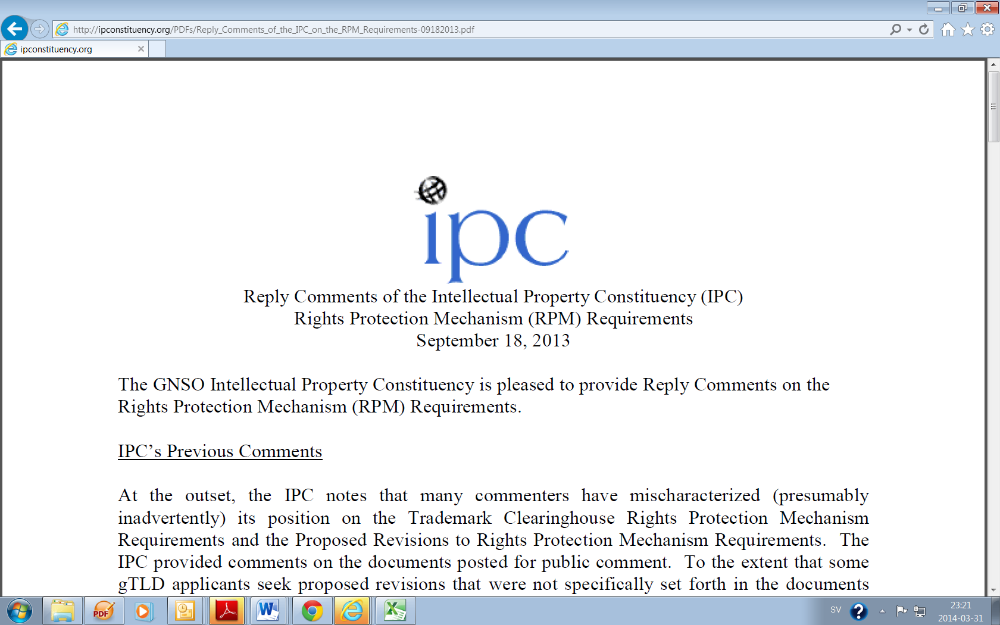 http://ipconstituency.org/PDFs/Reply_Comments_of_the_IPC_on_the_RPM_Requirements-09182013.pdf
ipconstituency.org
ipc
Reply Comments of the Intellectual Property Constituency (IPC)
Rights Protection Mechanism (RPM) Requirements
September 18, 2013
The GNSO Intellectual Property Constituency is pleased to provide Reply Comments on the
Rights Protection Mechanism (RPM) Requirements.
IPC’s Previous Comments
At the outset, the IPC notes that many commenters have mischaracterized (presumably
inadvertently) its position on the Trademark Clearinghouse Rights Protection Mechanism
Requirements and the Proposed Revisions to Rights Protection Mechanism Requirements. The
IPC provided comments on the documents posted for public comment. To the extent that some
gTLD applicants seek proposed revisions that were not specifically set forth in the documents
PDF
SV
23:21
2014-03-31